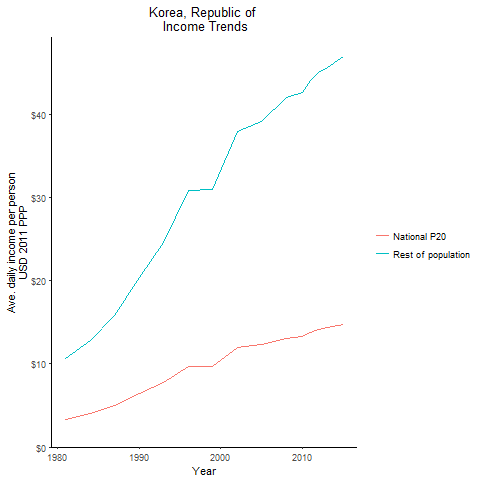 Korea, Republic of
Income Trends
Ave. daily income per person
USD 2011 PPP
$40
$30
$20
$10
$0
1980
1990
2000
2010
Year
National P20
Rest of population